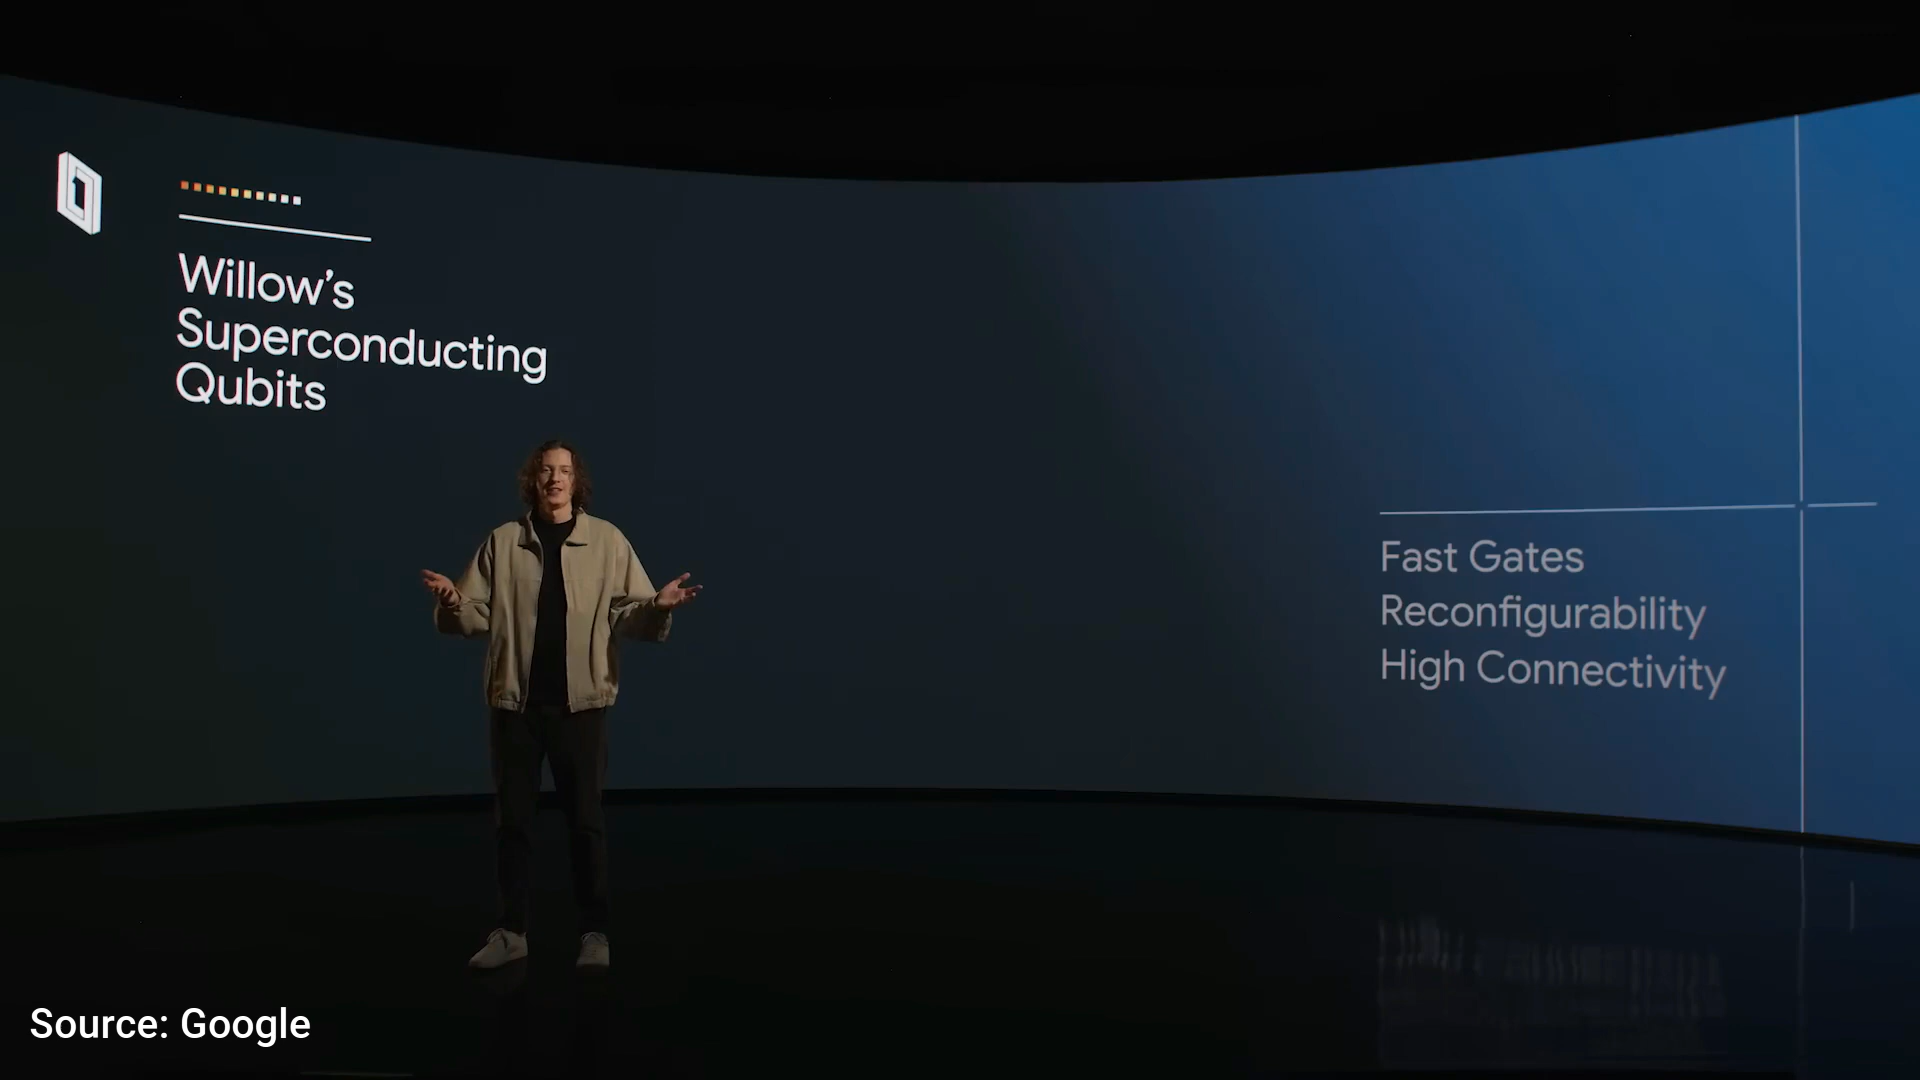 Willow’s
Superconducting
Qubits
Fast Gates
Reconfigurability
High Connectivity
Source: Google